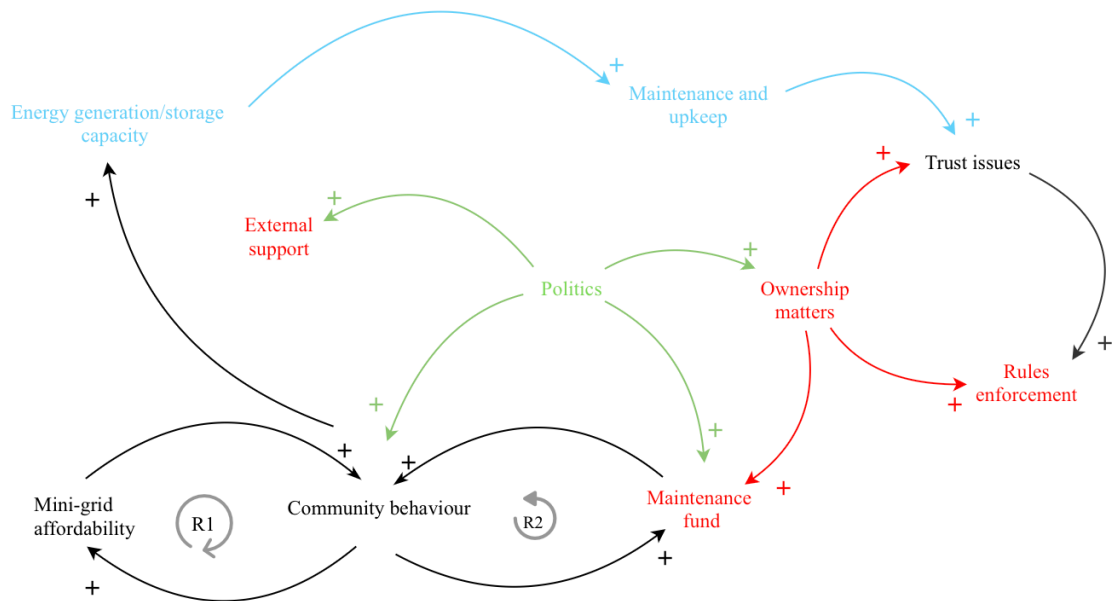 +
Energy generation/storage
capacity
Maintenance and
upkeep
+
+
Trust issues
+
+
External
support
+
Politics
Ownership
matters
+
Rules
enforcement
+
+
+
+
+
Mini-grid
affordability
R1
Community behaviour
R2
Maintenance
fund
+
+
+